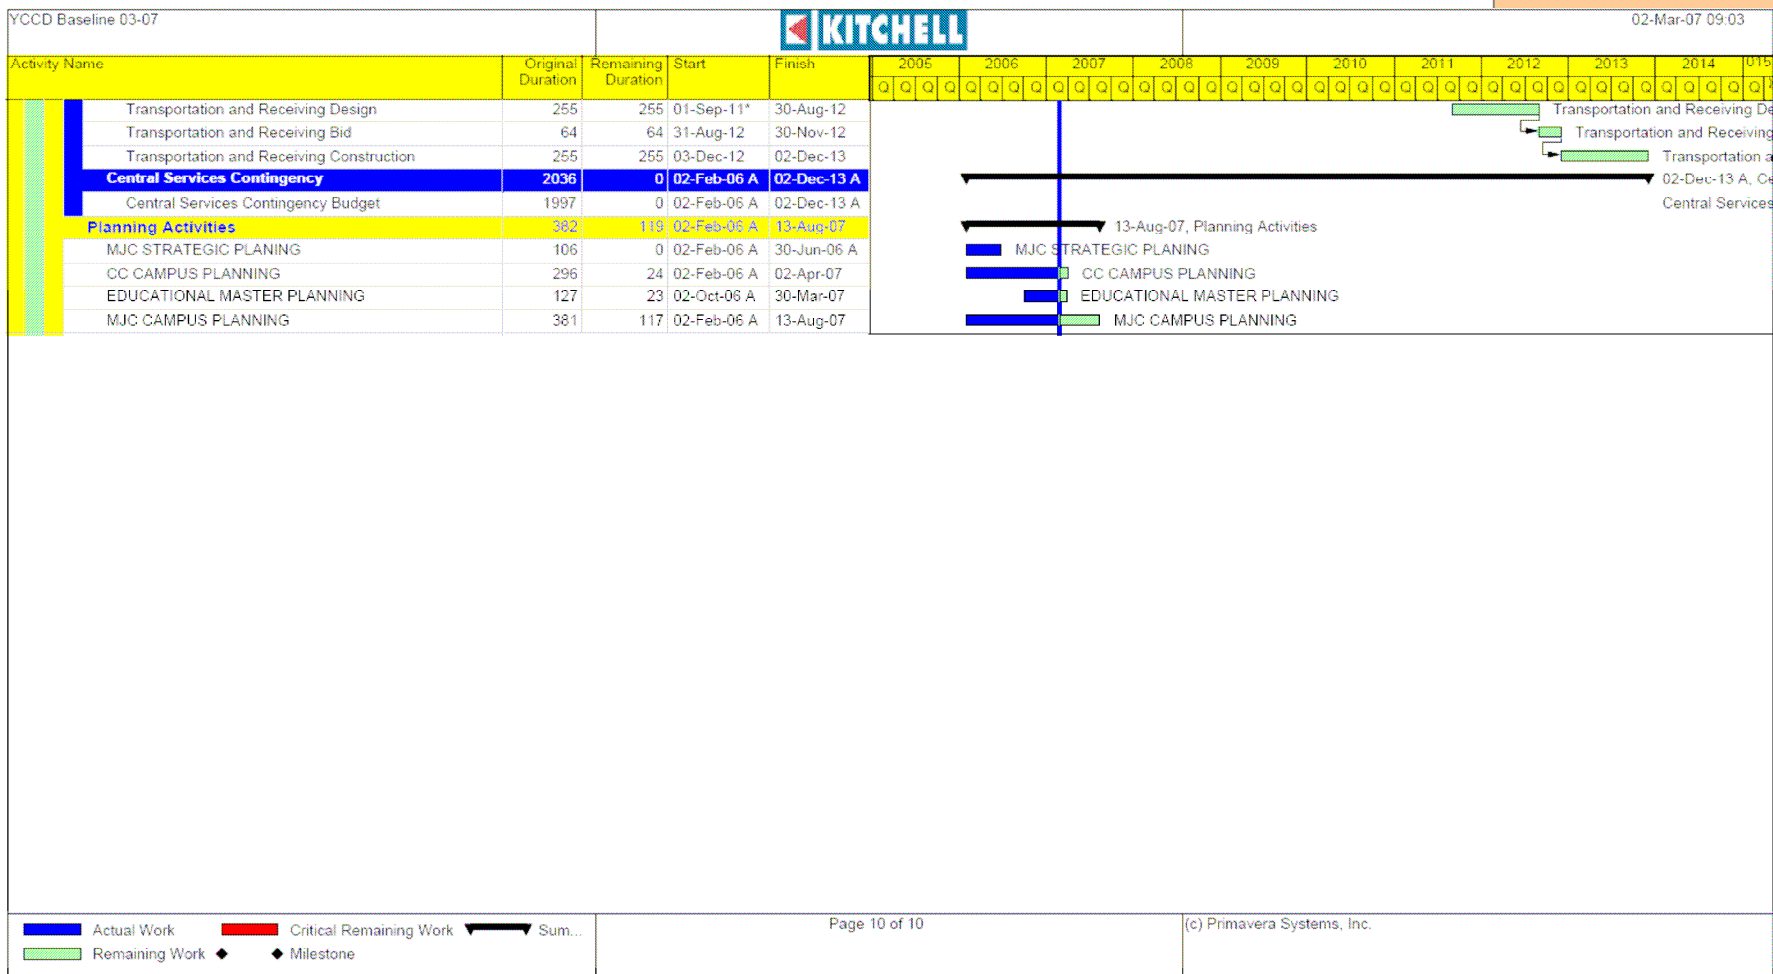 YCCD Baseline 03-07
KITCHELL
02-Mar-07 09:03
Activity Name Original Duration Remaining Duration Start Finish 2005 2006 2007 2008 2009 2010 2011 2012 2013 2014 015
Q Q Q Q Q Q Q Q Q Q Q Q Q Q Q Q Q Q Q Q Q Q Q Q Q Q Q Q Q Q Q Q Q Q Q Q Q Q Q Q Q
Transportation and Receiving Design 255 255 01-Sep-11* 30-Aug-12 Transportation and Receiving De
Transportation and Receiving Bid 64 64 31-Aug-12 30-Nov-12 Transportation and Receiving
Transportation and Receiving Construction 255 255 03-Dec-12 02-Dec-13 Transportation a
Central Services Contingency 2036 0 02-Feb-06 A 02-Dec-13 A 02-Dec-13 A, Ce
Central Services Contingency Budget 1997 0 02-Feb-06 A 02-Dec-13 A Central Services
Planning Activities 382 119 02-Feb-06 A 13-Aug-07 13-Aug-07, Planning Activities
MJC STRATEGIC PLANING 106 0 02-Feb-06 A 30-Jun-06 A MJC STRATEGIC PLANING
CC CAMPUS PLANNING 296 24 02-Feb-06 A 02-Apr-07 CC CAMPUS PLANNING
EDUCATIONAL MASTER PLANNING 127 23 02-Oct-06 A 30-Mar-07 EDUCATIONAL MASTER PLANNING
MJC CAMPUS PLANNING 381 117 02-Feb-06 A 13-Aug-07 MJC CAMPUS PLANNING
Actual Work Critical Remaining Work Sum...
Remaining Work Milestone
Page 10 of 10
(c) Primavera Systems, Inc.